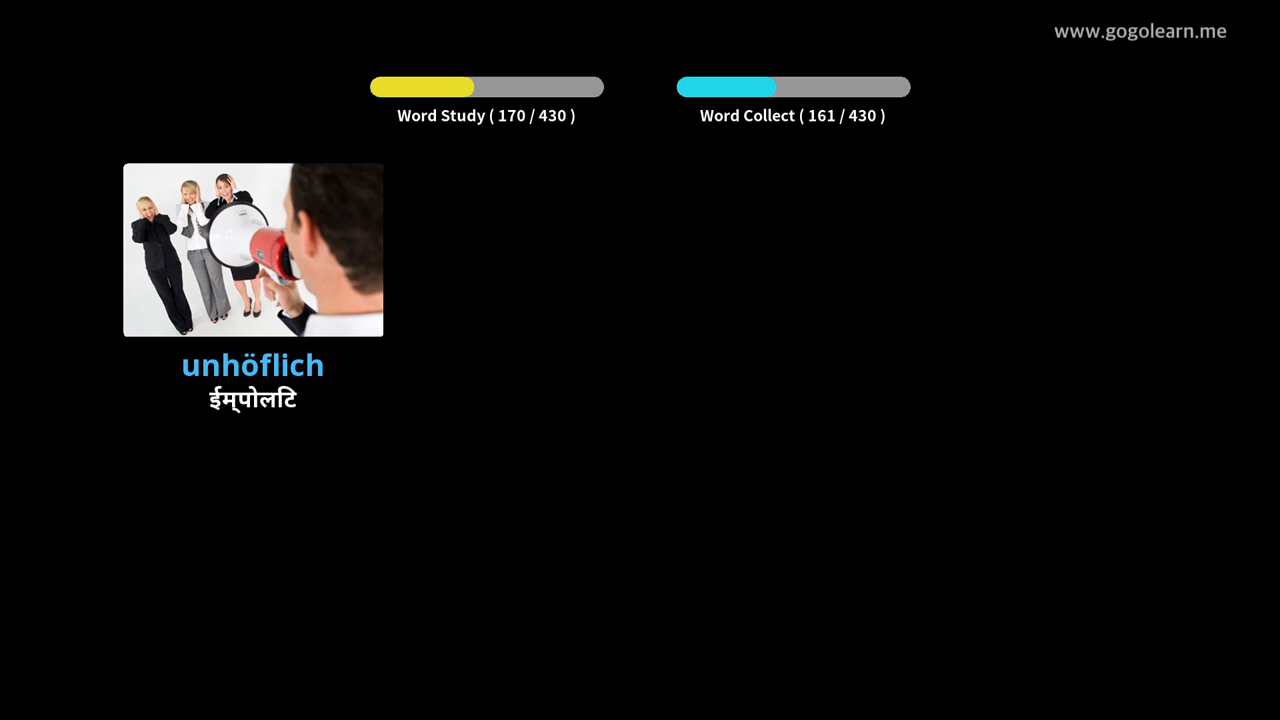 www.gogolearn.me
Word Study ( 170 / 430 )
Word Collect ( 161 / 430 )
unhöflich
ईम्पोलटि